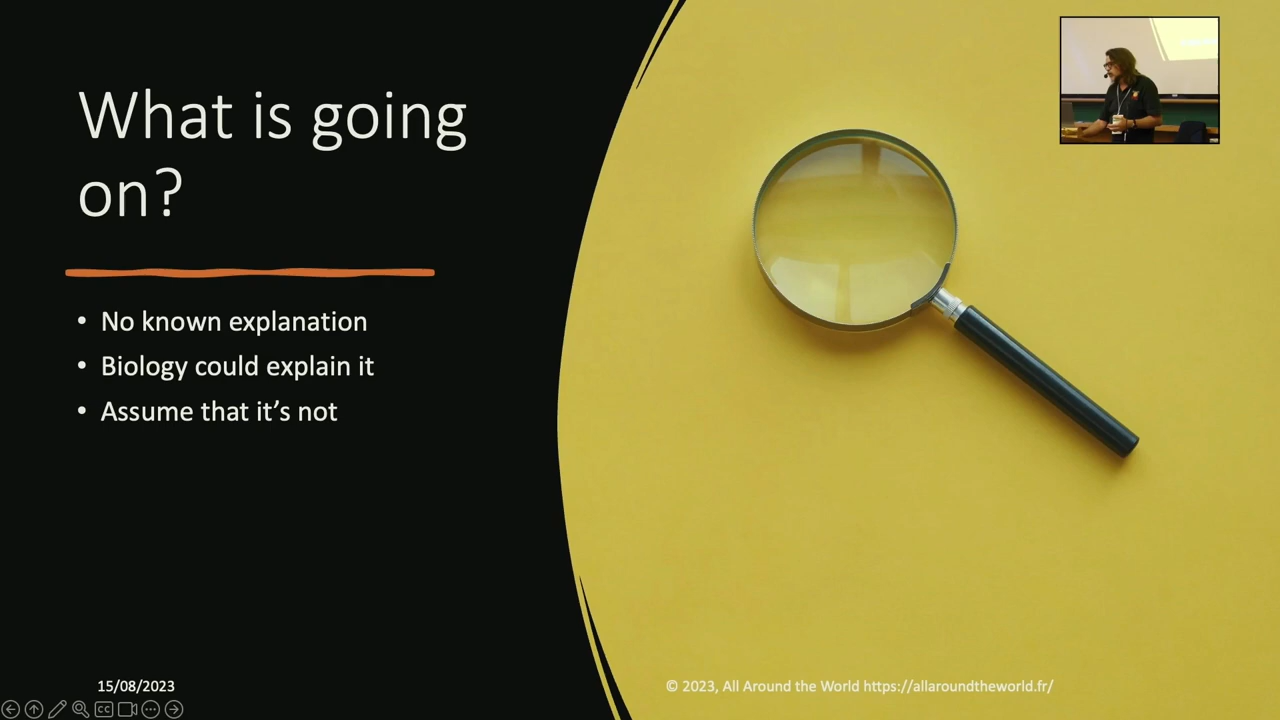 What is going
on?
• No known explanation
• Biology could explain it
• Assume that it's not
15/08/2023
© 2023, All Around the World https://allaroundtheworld.fr/
CC